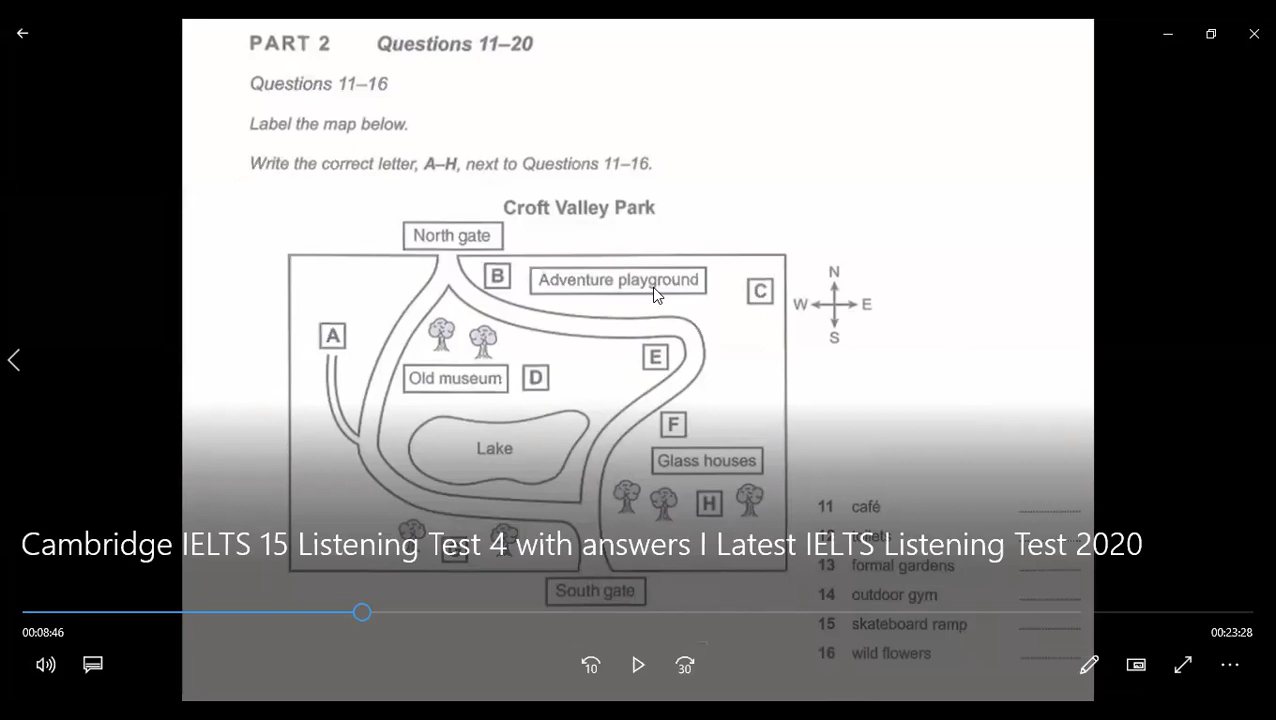 PART 2 Questions 11–20
Questions 11–16
Label the map below.
Write the correct letter, A–H, next to Questions 11–16.
Croft Valley Park
North gate
B
Adventure playground
C
N
W E
S
A
E
Old museum
D
F
Lake
Glass houses
H
11 café
Cambridge IELTS 15 Listening Test 4 with answers I Latest IELTS Listening Test 2020
12 toilets
13 formal gardens
South gate
14 outdoor gym
15 skateboard ramp
16 wild flowers
00:08:46
00:23:28
10
30